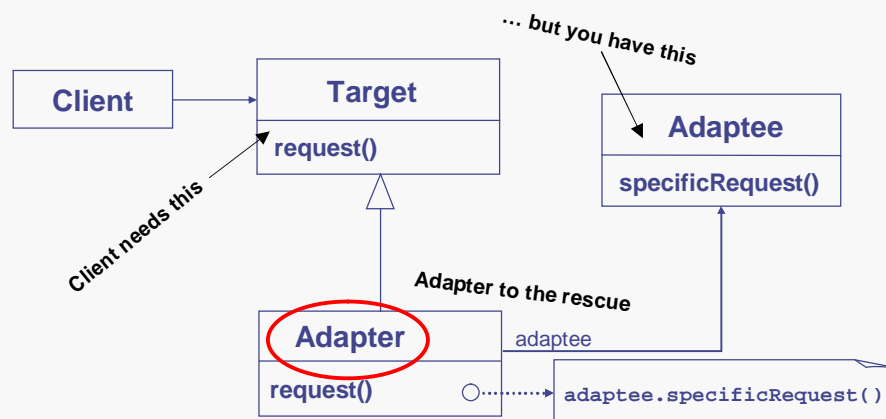 … but you have this
Client
Target
request()
Adaptee
specificRequest()
Client needs this
Adapter to the rescue
Adapter
request()
adaptee
adaptee.specificRequest()